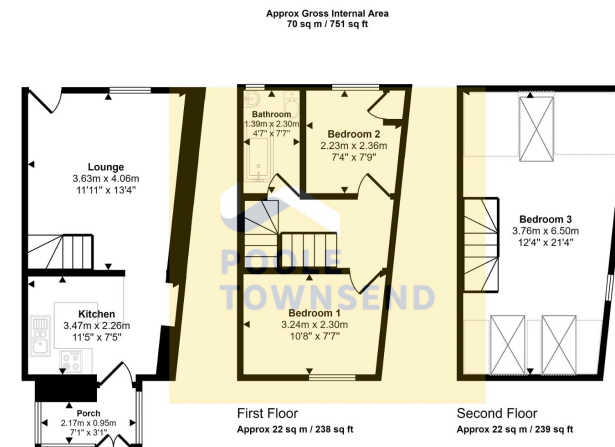 Approx Gross Internal Area
70 sq m / 751 sq ft
Lounge
3.63m x 4.06m
11'11" x 13'4"
Kitchen
3.47m x 2.26m
11'5" x 7'5"
Porch
2.17m x 0.95m
7'1" x 3'1"
Bathroom
1.39m x 2.30m
4'7" x 7'7"
Bedroom 2
2.23m x 2.36m
7'4" x 7'9"
POOLE
TOWNSEND
Bedroom 1
3.24m x 2.30m
10'8" x 7'7"
First Floor
Approx 22 sq m / 238 sq ft
Bedroom 3
3.76m x 6.50m
12'4" x 21'4"
Second Floor
Approx 22 sq m / 239 sq ft